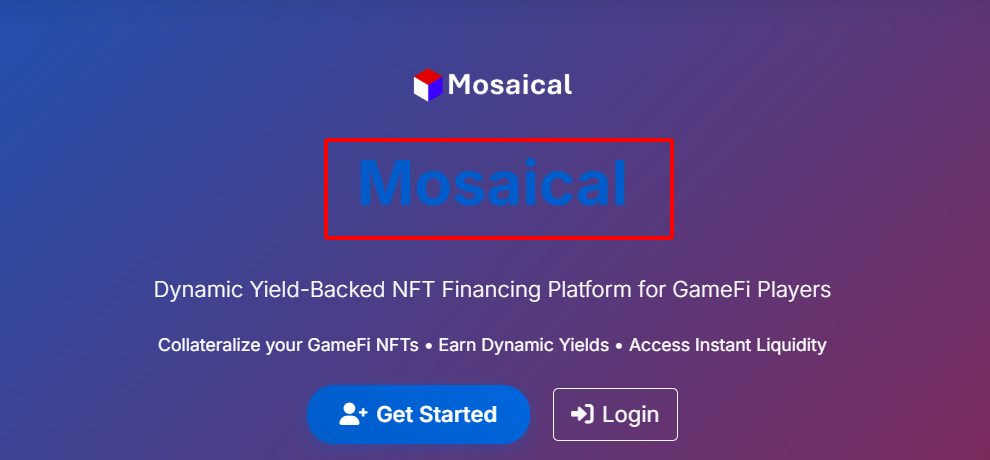 Mosaical
Mosaical
Dynamic Yield-Backed NFT Financing Platform for GameFi Players
Collateralize your GameFi NFTs • Earn Dynamic Yields • Access Instant Liquidity
Get Started Login